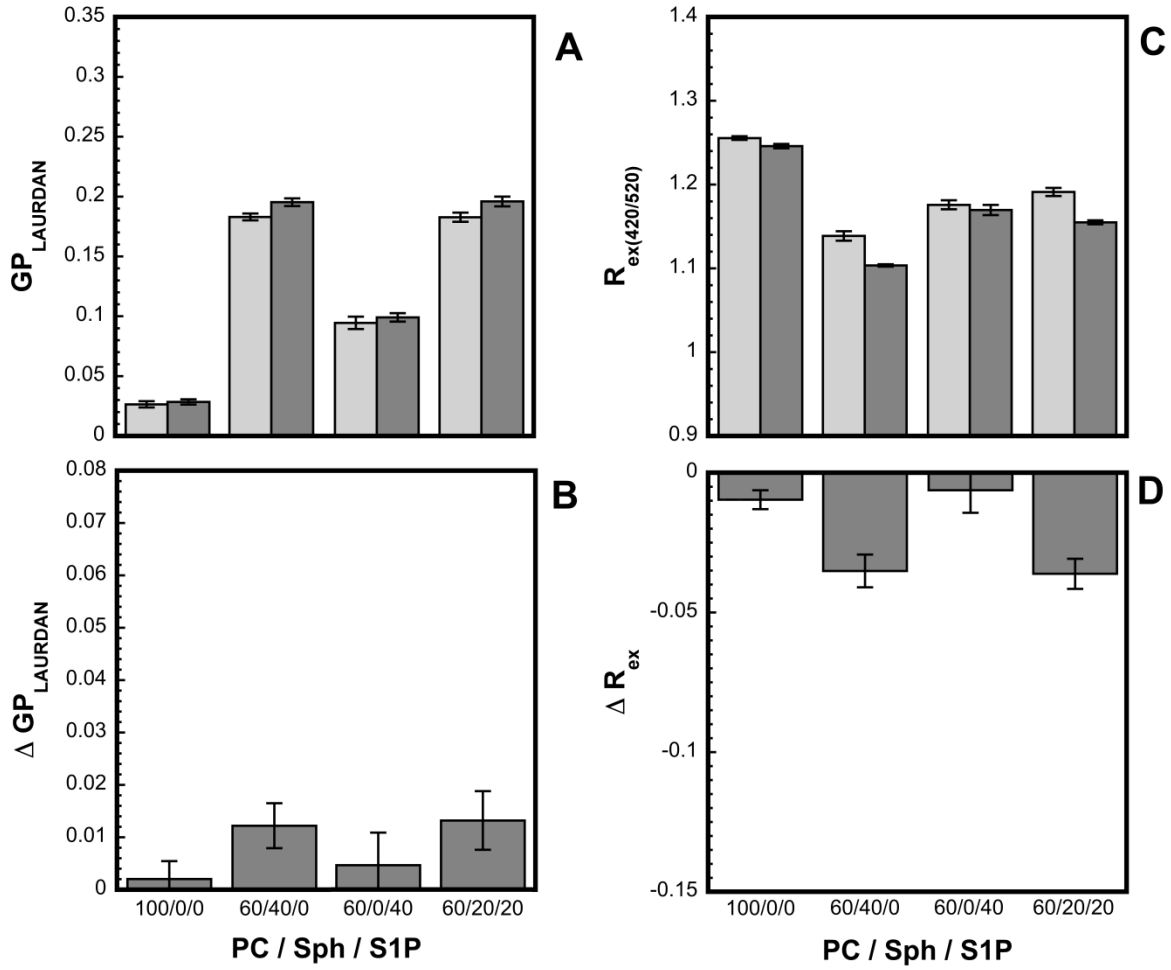 A
GP LAURDAN
0.35
0.3
0.25
0.2
0.15
0.1
0.05
0
C
R ex(420/520)
1.4
1.3
1.2
1.1
1
0.9
B
Δ GP LAURDAN
0.08
0.07
0.06
0.05
0.04
0.03
0.02
0.01
0
100/0/0 60/40/0 60/0/40 60/20/20
PC / Sph / S1P
D
Δ R ex
0
-0.05
-0.1
-0.15
100/0/0 60/40/0 60/0/40 60/20/20
PC / Sph / S1P